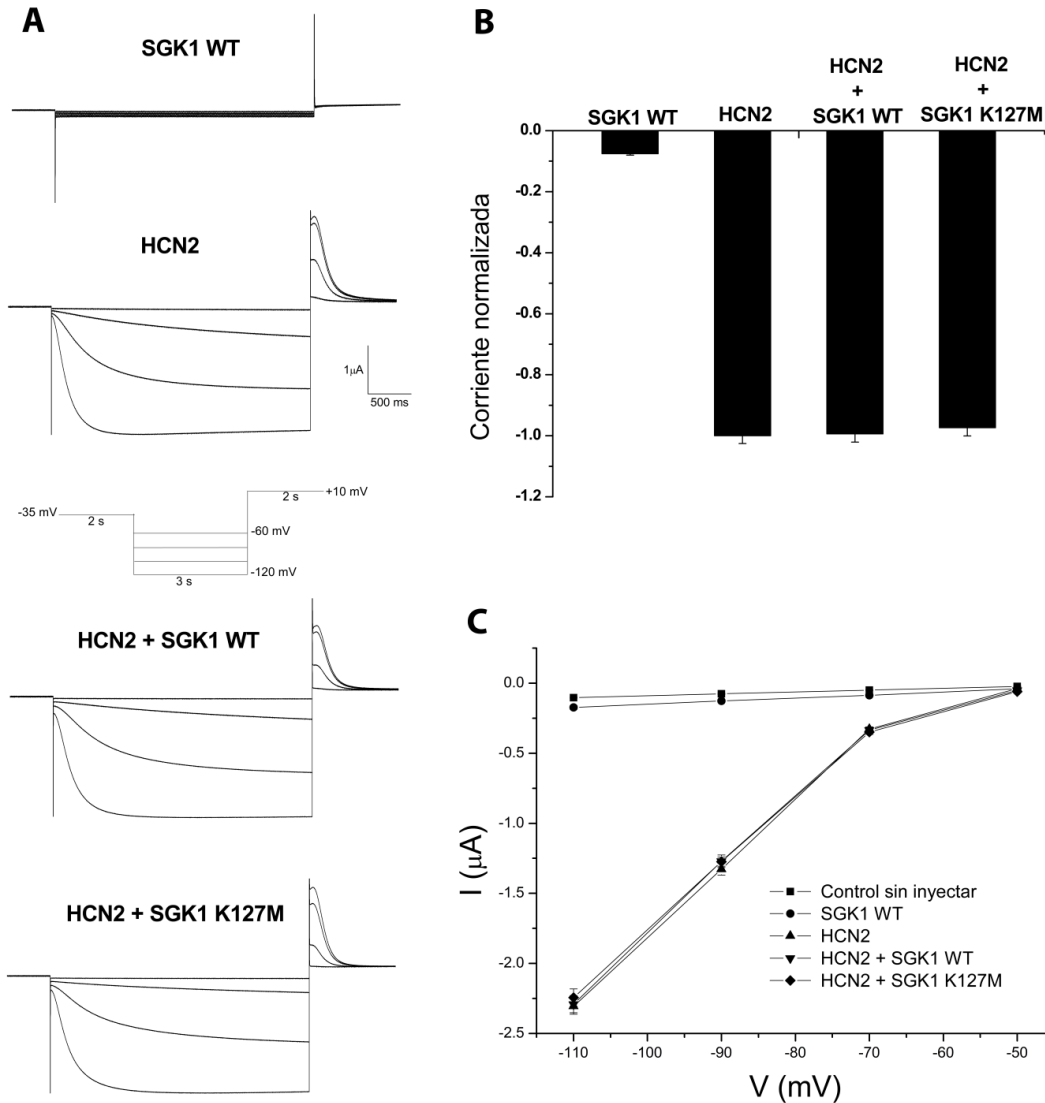 A
SGK1 WT
HCN2
1μA
500 ms
-35 mV
2 s
-60 mV
-120 mV
3 s
2 s
+10 mV
HCN2 + SGK1 WT
HCN2 + SGK1 K127M
B
SGK1 WT
HCN2
HCN2
+
SGK1 WT
HCN2
+
SGK1 K127M
0.0
-0.2
-0.4
-0.6
-0.8
-1.0
-1.2
Corriente normalizada
C
0.0
-0.5
-1.0
-1.5
-2.0
-2.5
I (μA)
Control sin inyectar
SGK1 WT
HCN2
HCN2 + SGK1 WT
HCN2 + SGK1 K127M
-110
-100
-90
-80
-70
-60
-50
V (mV)